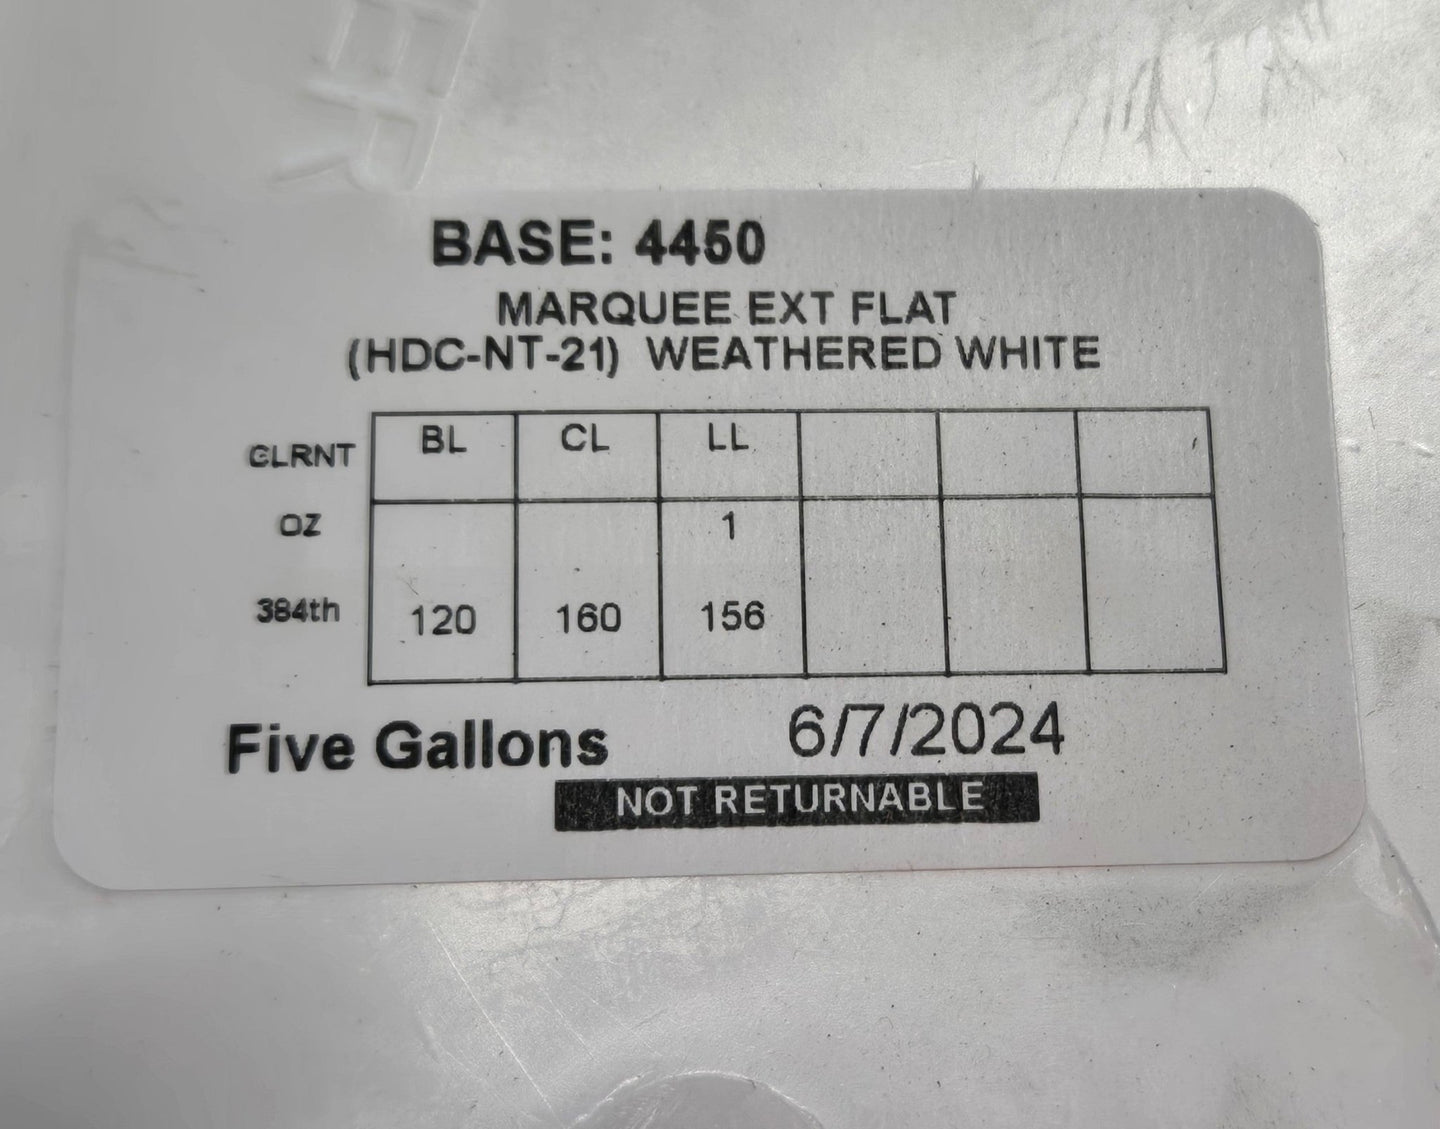 BASE: 4450
MARQUEE EXT FLAT
(HDC-NT-21) WEATHERED WHITE
CLRNT BL CL LL
OZ 1
384th 120 160 156
Five Gallons 6/7/2024
NOT RETURNABLE